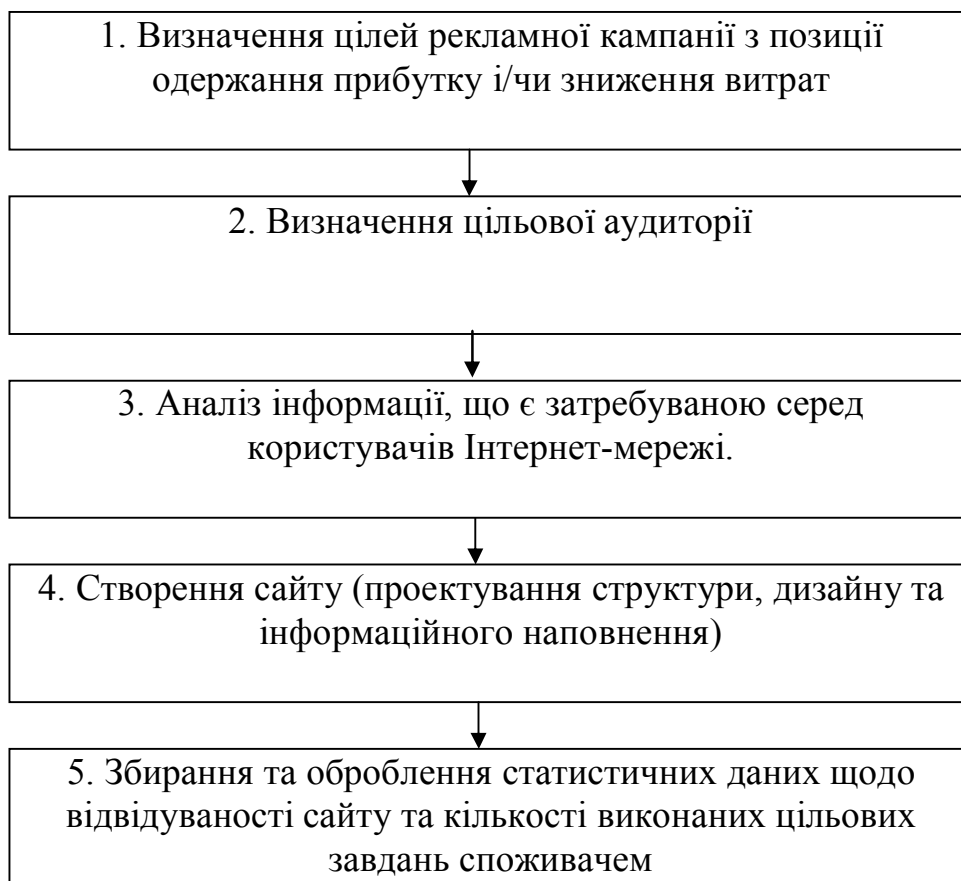 1. Визначення цілей рекламної кампанії з позиції
одержання прибутку і/чи зниження витрат
2. Визначення цільової аудиторії
3. Аналіз інформації, що є затребуваною серед
користувачів Інтернет-мережі.
4. Створення сайту (проектування структури, дизайну та
інформаційного наповнення)
5. Збирання та оброблення статистичних даних щодо
відвідуваності сайту та кількості виконаних цільових
завдань споживачем